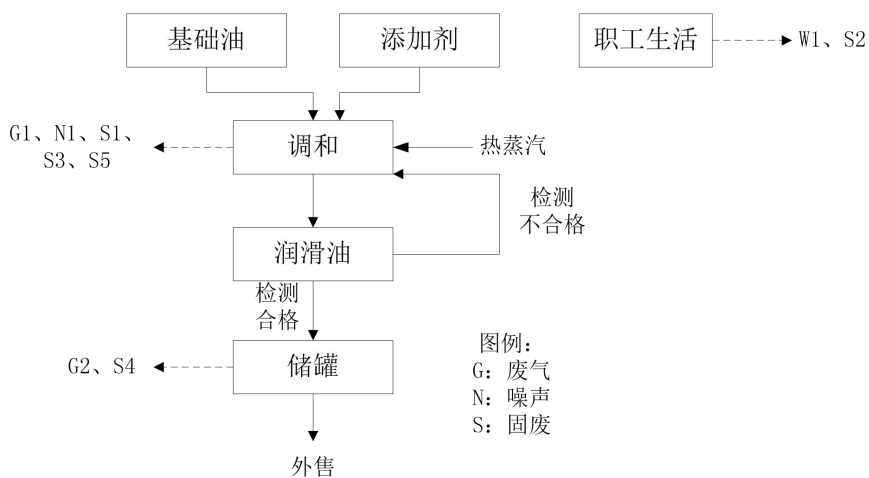 基础油
添加剂
职工生活
W1、S2
G1、N1、S1、
S3、S5
调和
热蒸汽
检测
不合格
润滑油
检测
合格
G2、S4
储罐
图例：
G：废气
N：噪声
S：固废
外售